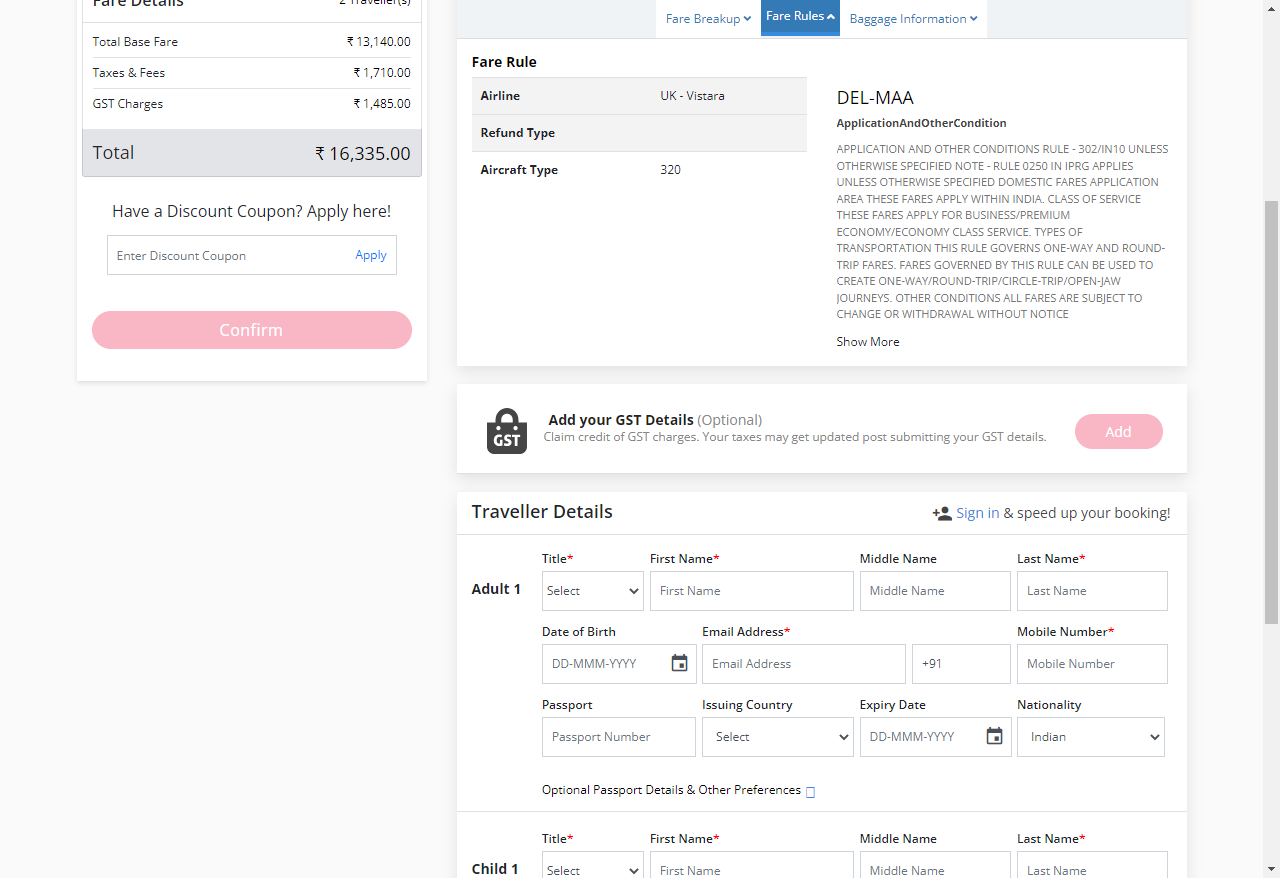 Fare Details 2 Traveller(s)
Total Base Fare ₹ 13,140.00
Taxes & Fees ₹ 1,710.00
GST Charges ₹ 1,485.00
Total ₹ 16,335.00
Have a Discount Coupon? Apply here!
Enter Discount Coupon Apply
Confirm
Fare Breakup Fare Rules Baggage Information
Fare Rule
Airline UK - Vistara
Refund Type
Aircraft Type 320
DEL-MAA
ApplicationAndOtherCondition
APPLICATION AND OTHER CONDITIONS RULE - 302/IN10 UNLESS
OTHERWISE SPECIFIED NOTE - RULE 0250 IN IPRG APPLIES
UNLESS OTHERWISE SPECIFIED DOMESTIC FARES APPLICATION
AREA THESE FARES APPLY WITHIN INDIA. CLASS OF SERVICE
THESE FARES APPLY FOR BUSINESS/PREMIUM
ECONOMY/ECONOMY CLASS SERVICE. TYPES OF
TRANSPORTATION THIS RULE GOVERNS ONE-WAY AND ROUND-
TRIP FARES. FARES GOVERNED BY THIS RULE CAN BE USED TO
CREATE ONE-WAY/ROUND-TRIP/CIRCLE-TRIP/OPEN-JAW
JOURNEYS. OTHER CONDITIONS ALL FARES ARE SUBJECT TO
CHANGE OR WITHDRAWAL WITHOUT NOTICE
Show More
GST
Add your GST Details (Optional)
Claim credit of GST charges. Your taxes may get updated post submitting your GST details.
Add
Traveller Details Sign in & speed up your booking!
Title* First Name* Middle Name Last Name*
Adult 1 Select First Name Middle Name Last Name
Date of Birth Email Address* Mobile Number*
DD-MMM-YYYY Email Address +91 Mobile Number
Passport Issuing Country Expiry Date Nationality
Passport Number Select DD-MMM-YYYY Indian
Optional Passport Details & Other Preferences
Title* First Name* Middle Name Last Name*
Child 1 Select First Name Middle Name Last Name